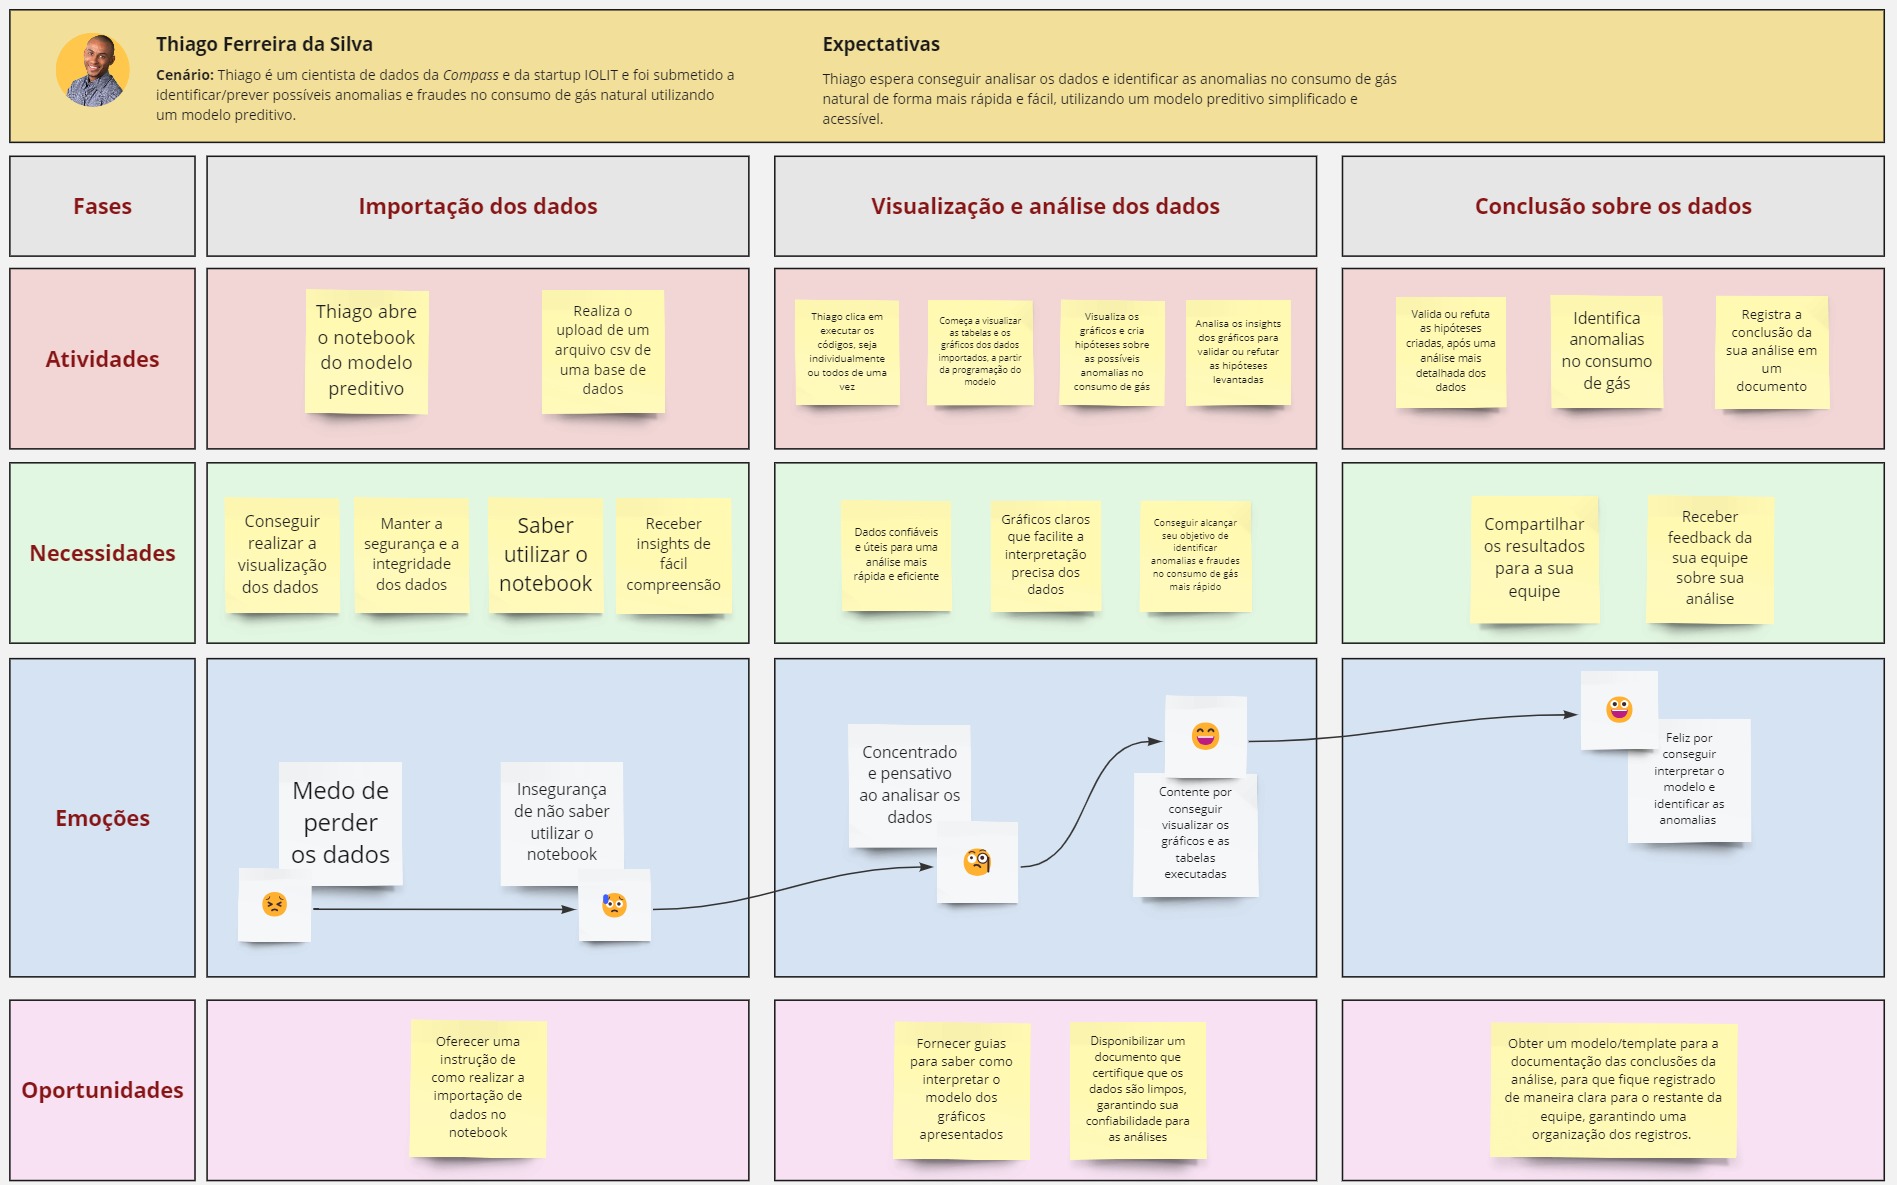 Thiago Ferreira da Silva
Cenário: Thiago é um cientista de dados da Compass e da startup IOLIT e foi submetido a
identificar/prever possíveis anomalias e fraudes no consumo de gás natural utilizando
um modelo preditivo.
Expectativas
Thiago espera conseguir analisar os dados e identificar as anomalias no consumo de gás
natural de forma mais rápida e fácil, utilizando um modelo preditivo simplificado e
acessível.
Fases
Importação dos dados
Visualização e análise dos dados
Conclusão sobre os dados
Atividades
Thiago abre
o notebook
do modelo
preditivo
Realiza o
upload de um
arquivo csv de
uma base de
dados
Thiago clica em
executar os
códigos, seja
individualmente
ou todos de uma
vez
Começa a visualizar
as tabelas e os
gráficos dos dados
importados, a partir
da programação do
modelo
Visualiza os
gráficos e cria
hipóteses sobre
as possíveis
anomalias no
consumo de gás
Analisa os insights
dos gráficos para
validar ou refutar
as hipóteses
levantadas
Valida ou refuta
as hipóteses
criadas, após uma
análise mais
detalhada dos
dados
Identifica
anomalias
no consumo
de gás
Registra a
conclusão da
sua análise em
um
documento
Necessidades
Conseguir
realizar a
visualização
dos dados
Manter a
segurança e a
integridade
dos dados
Saber
utilizar o
notebook
Receber
insights de
fácil
compreensão
Dados confiáveis
e úteis para uma
análise mais
rápida e eficiente
Gráficos claros
que facilite a
interpretação
precisa dos
dados
Conseguir alcançar
seu objetivo de
identificar
anomalias e fraudes
no consumo de gás
mais rápido
Compartilhar
os resultados
para a sua
equipe
Receber
feedback da
sua equipe
sobre sua
análise
Emoções
Medo de
perder
os dados
Insegurança
de não saber
utilizar o
notebook
Concentrado
e pensativo
ao analisar os
dados
Contente por
conseguir
visualizar os
gráficos e as
tabelas
executadas
Feliz por
conseguir
interpretar o
modelo e
identificar as
anomalias
Oportunidades
Oferecer uma
instrução de
como realizar a
importação de
dados no
notebook
Fornecer guias
para saber como
interpretar o
modelo dos
gráficos
apresentados
Disponibilizar um
documento que
certifique que os
dados são limpos,
garantindo sua
confiabilidade para
as análises
Obter um modelo/template para a
documentação das conclusões da
análise, para que fique registrado
de maneira clara para o restante da
equipe, garantindo uma
organização dos registros.